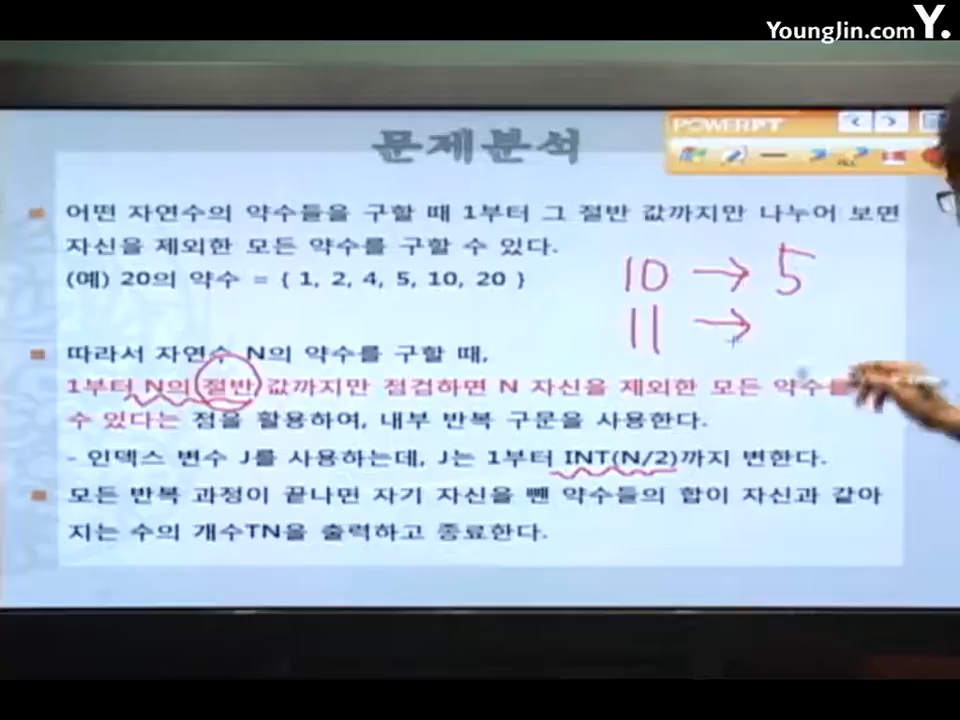 YoungJin.com Y.
POWERPT
문제분석
어떤 자연수의 약수들을 구할 때 1부터 그 절반 값까지만 나누어 보면
자신을 제외한 모든 약수를 구할 수 있다.
(예) 20의 약수 = { 1, 2, 4, 5, 10, 20 }
10 → 5
11 →
따라서 자연수 N의 약수를 구할 때,
1부터 N의 절반 값까지만 점검하면 N 자신을 제외한 모든 약수를
수 있다는 점을 활용하여, 내부 반복 구문을 사용한다.
- 인덱스 변수 J를 사용하는데, J는 1부터 INT(N/2)까지 변한다.
모든 반복 과정이 끝나면 자기 자신을 뺀 약수들의 합이 자신과 같아
지는 수의 개수TN을 출력하고 종료한다.